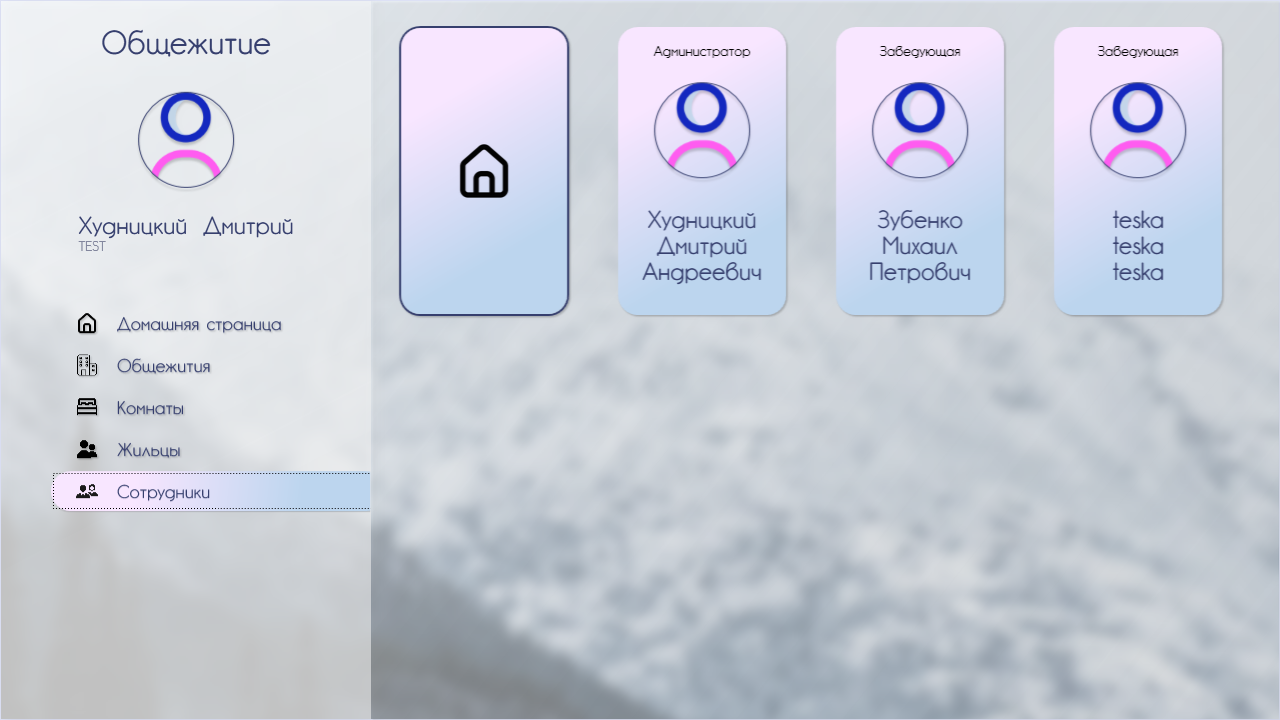 Общежитие
Худницкий Дмитрий
TEST
Домашняя страница
Общежития
Комнаты
Жильцы
Сотрудники
Администратор
Худницкий
Дмитрий
Андреевич
Заведующая
Зубенко
Михаил
Петрович
Заведующая
teska
teska
teska